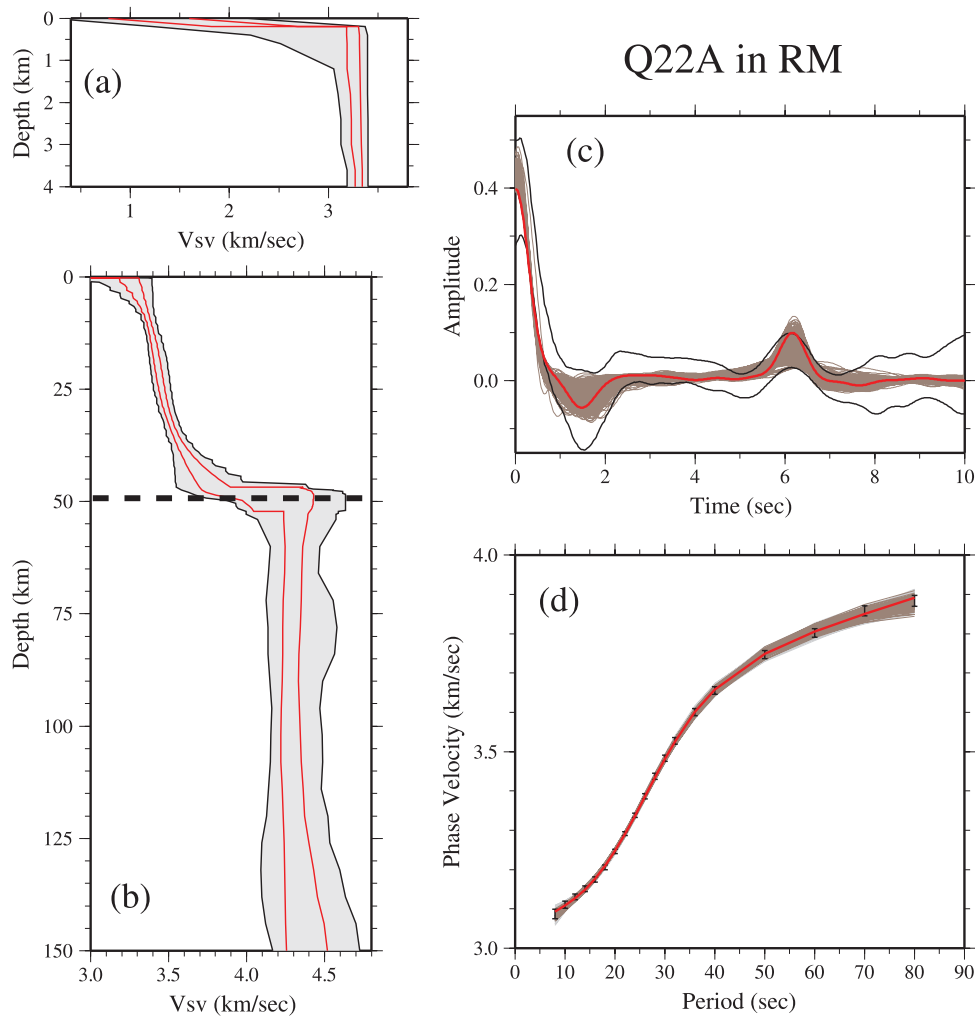 Q22A in RM
0
1
2
3
4
Depth (km)
(a)
1 2 3
Vsv (km/sec)
0
25
50
75
100
125
150
Depth (km)
(b)
3.0 3.5 4.0 4.5
Vsv (km/sec)
(c)
0.4
0.2
0.0
Amplitude
0 2 4 6 8 10
Time (sec)
(d)
4.0
3.5
3.0
Phase Velocity (km/sec)
0 10 20 30 40 50 60 70 80 90
Period (sec)